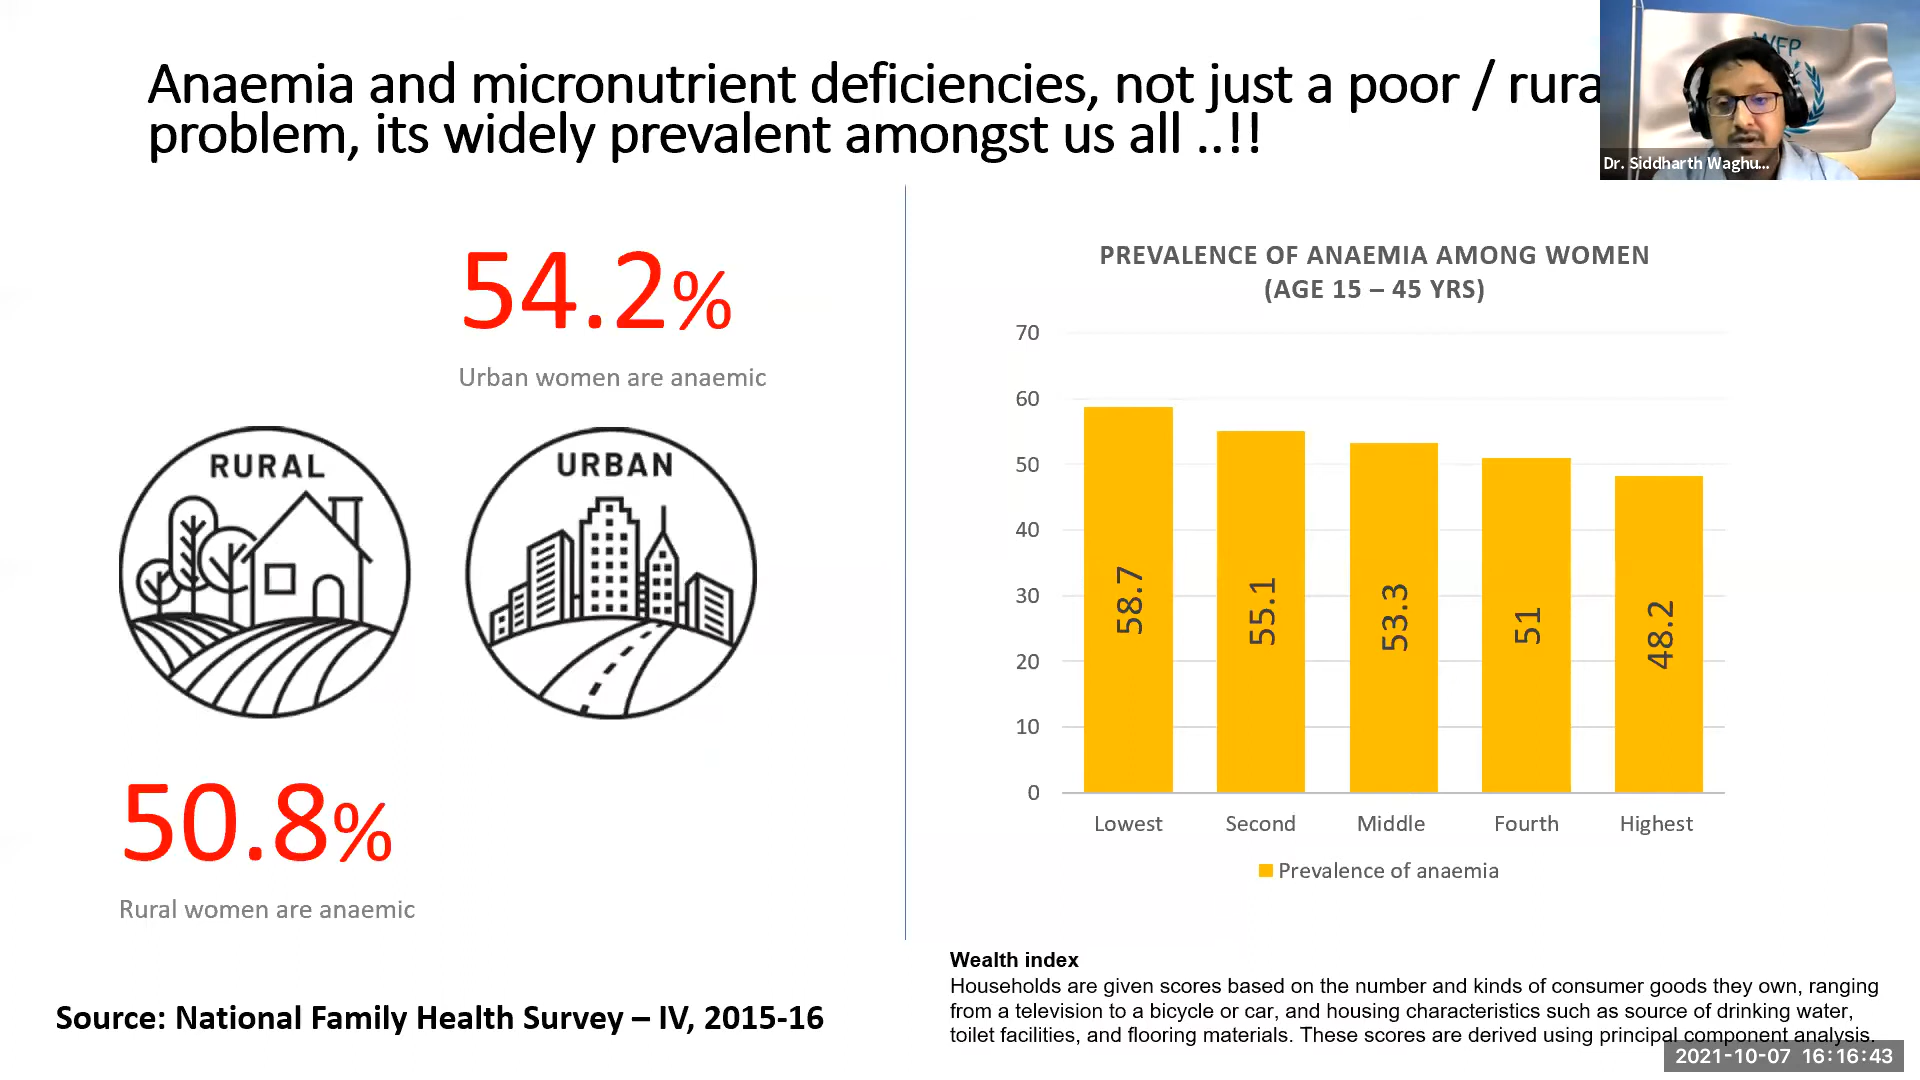 Anaemia and micronutrient deficiencies, not just a poor / rura
problem, its widely prevalent amongst us all ..!!
WFP
Dr. Siddharth Waghu...
54.2%
Urban women are anaemic
RURAL
URBAN
50.8%
Rural women are anaemic
Source: National Family Health Survey – IV, 2015-16
PREVALENCE OF ANAEMIA AMONG WOMEN
(AGE 15 – 45 YRS)
70
60
50
40
30
20
10
0
58.7
55.1
53.3
51
48.2
Lowest
Second
Middle
Fourth
Highest
Prevalence of anaemia
Wealth index
Households are given scores based on the number and kinds of consumer goods they own, ranging
from a television to a bicycle or car, and housing characteristics such as source of drinking water,
toilet facilities, and flooring materials. These scores are derived using principal component analysis.
2021-10-07 16:16:43